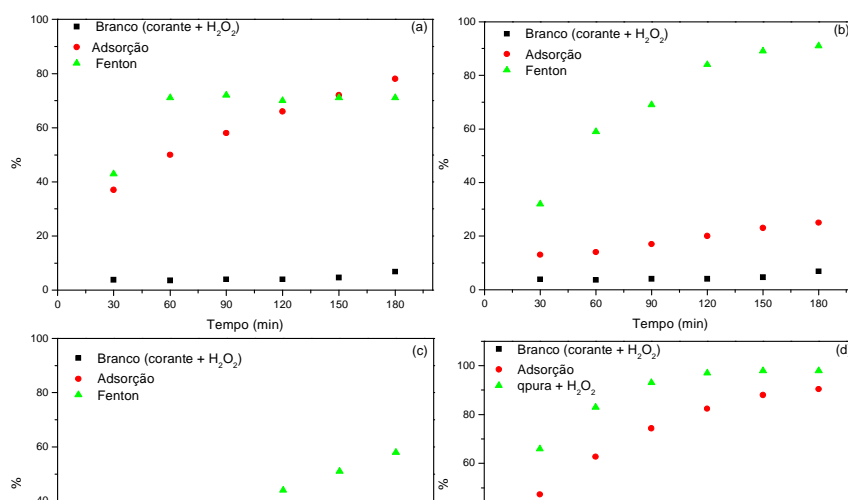 Branco (corante + H₂O₂)
(a)
Adsorção
Fenton
100
80
60
40
20
0
%
0 30 60 90 120 150 180
Tempo (min)
Branco (corante + H₂O₂)
(b)
Adsorção
Fenton
100
80
60
40
20
0
%
0 30 60 90 120 150 180
Tempo (min)
Branco (corante + H₂O₂)
(c)
Adsorção
Fenton
100
80
60
%
Branco (corante + H₂O₂)
(d
Adsorção
qpura + H₂O₂
100
80
60
%